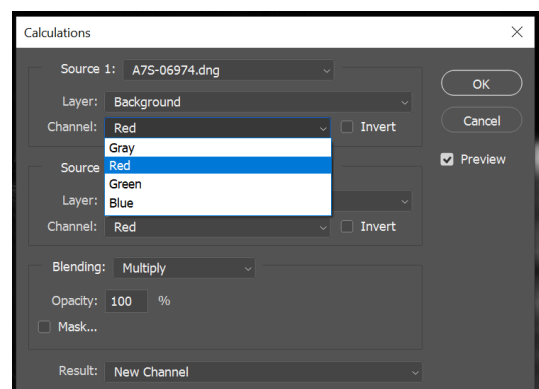 Calculations
Source 1: A7S-06974.dng
OK
Layer: Background
Channel: Red Invert
Cancel
Gray
Source Red
Preview
Green
Layer: Blue
Channel: Red Invert
Blending: Multiply
Opacity: 100 %
Mask...
Result: New Channel